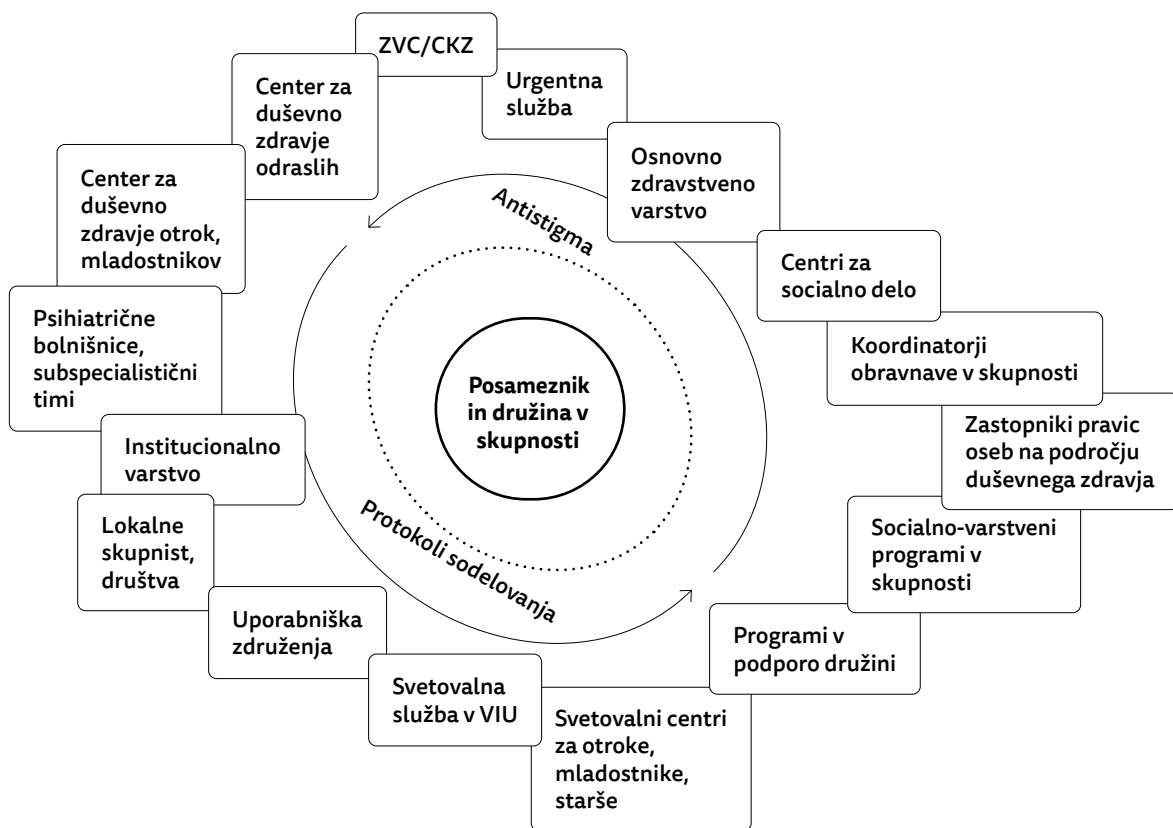 ZVC/CKZ
Urgentna
služba
Osnovno
zdravstveno
varstvo
Centri za
socialno delo
Koordinatorji
obravnave v skupnosti
Zastopniki pravic
oseb na področju
duševnega zdravja
Socialno-varstveni
programi v
skupnosti
Programi v
podporo družini
Svetovalni centri
za otroke,
mladostnike,
starše
Svetovalna
služba v VIU
Uporabniška
združenja
Lokalne
skupnist,
društva
Institucionalno
varstvo
Psihiatrične
bolnišnice,
subspecialistični
timi
Center za
duševno
zdravje otrok,
mladostnikov
Center za
duševno
zdravje
odraslih
Antistigma
Posameznik
in družina v
skupnosti
Protokoli sodelovanja